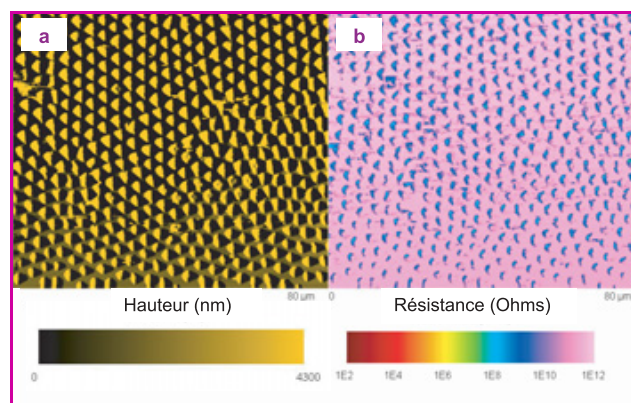 a
b
80 µm
0
80 µm
Hauteur (nm)
Résistance (Ohms)
0
4300
1E2
1E4
1E6
1E8
1E10
1E12